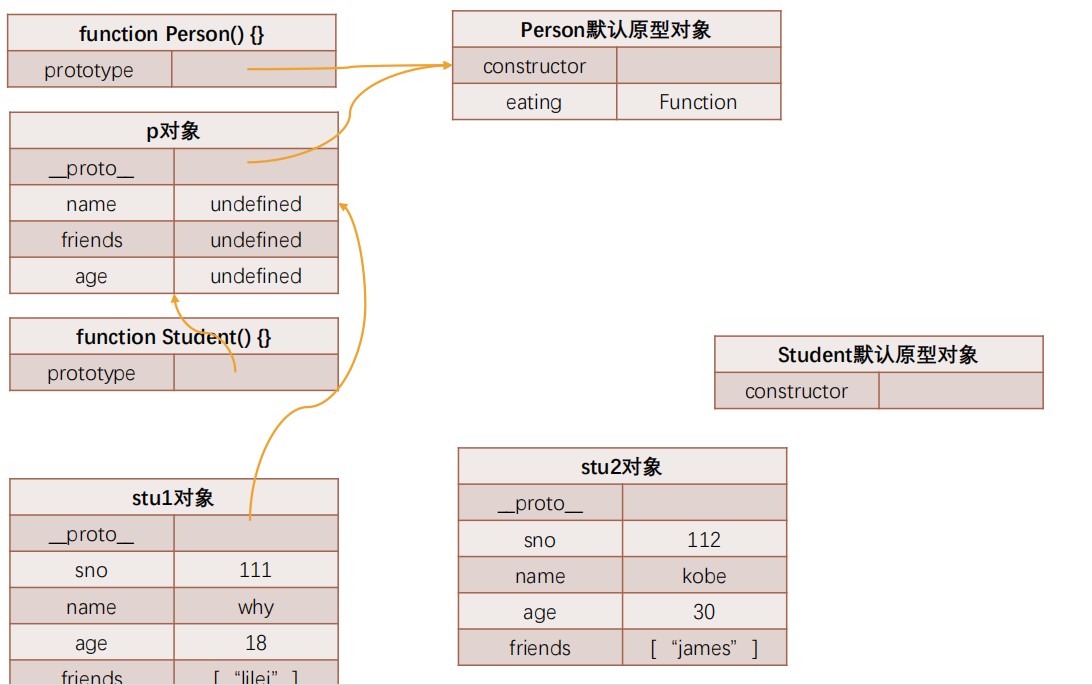 function Person() {}
prototype
Person默认原型对象
constructor
eating Function
p对象
__proto__
name undefined
friends undefined
age undefined
function Student() {}
prototype
Student默认原型对象
constructor
stu1对象
__proto__
sno 111
name why
age 18
friends [ “lilei” ]
stu2对象
__proto__
sno 112
name kobe
age 30
friends [ “james” ]